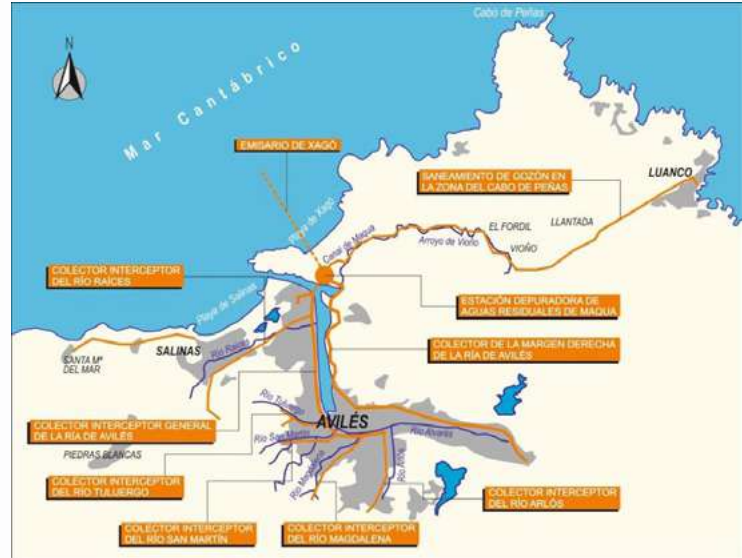 Cabo de Peñas
N
Mar Cantábrico
EMISARIO DE XAGÓ
SANEAMIENTO DE GOZÓN EN
LA ZONA DEL CABO DE PEÑAS
LUANCO
Playa de Xagó
Canal de Maqua
EL FORDIL
LLANTADA
Arroyo de Vioño
VIOÑO
COLECTOR INTERCEPTOR
DEL RÍO RAÍCES
ESTACIÓN DEPURADORA DE
AGUAS RESIDUALES DE MAQUA
Playa de Salinas
SALINAS
Río Raíces
SANTA Mª
DEL MAR
COLECTOR DE LA MARGEN DERECHA
DE LA RÍA DE AVILÉS
COLECTOR INTERCEPTOR GENERAL
DE LA RÍA DE AVILÉS
Río Tuluergo
AVILÉS
Río San Martín
Río Alvarés
PIEDRAS BLANCAS
Río Magdalena
Río Arlós
COLECTOR INTERCEPTOR
DEL RÍO TULUERGO
COLECTOR INTERCEPTOR
DEL RÍO ARLÓS
COLECTOR INTERCEPTOR
DEL RÍO SAN MARTÍN
COLECTOR INTERCEPTOR
DEL RÍO MAGDALENA